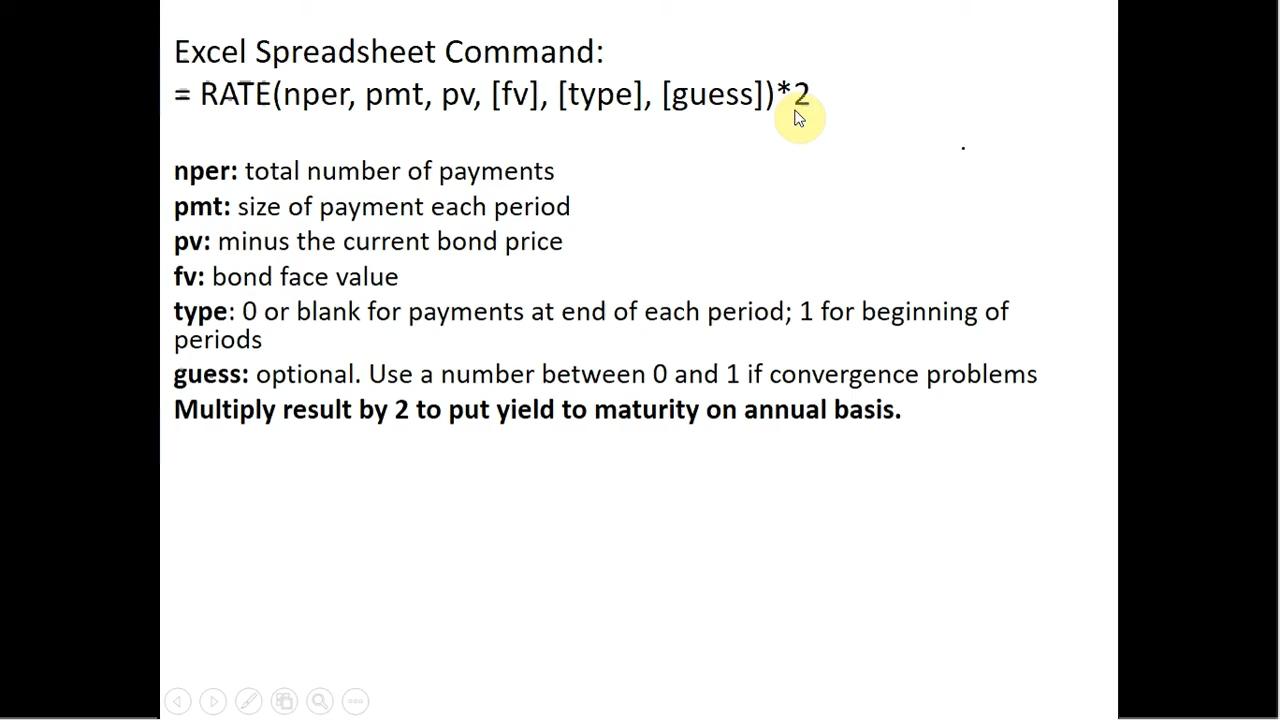 Excel Spreadsheet Command:
= RATE(nper, pmt, pv, [fv], [type], [guess])*2
nper: total number of payments
pmt: size of payment each period
pv: minus the current bond price
fv: bond face value
type: 0 or blank for payments at end of each period; 1 for beginning of
periods
guess: optional. Use a number between 0 and 1 if convergence problems
Multiply result by 2 to put yield to maturity on annual basis.